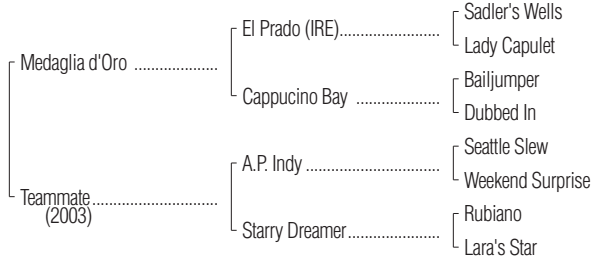 Sadler's Wells
El Prado (IRE)........................
Lady Capulet
Medaglia d'Oro ....................
Bailjumper
Cappucino Bay ....................
Dubbed In
Seattle Slew
A.P. Indy ................................
Weekend Surprise
Teammate..............................
(2003)
Rubiano
Starry Dreamer......................
Lara's Star